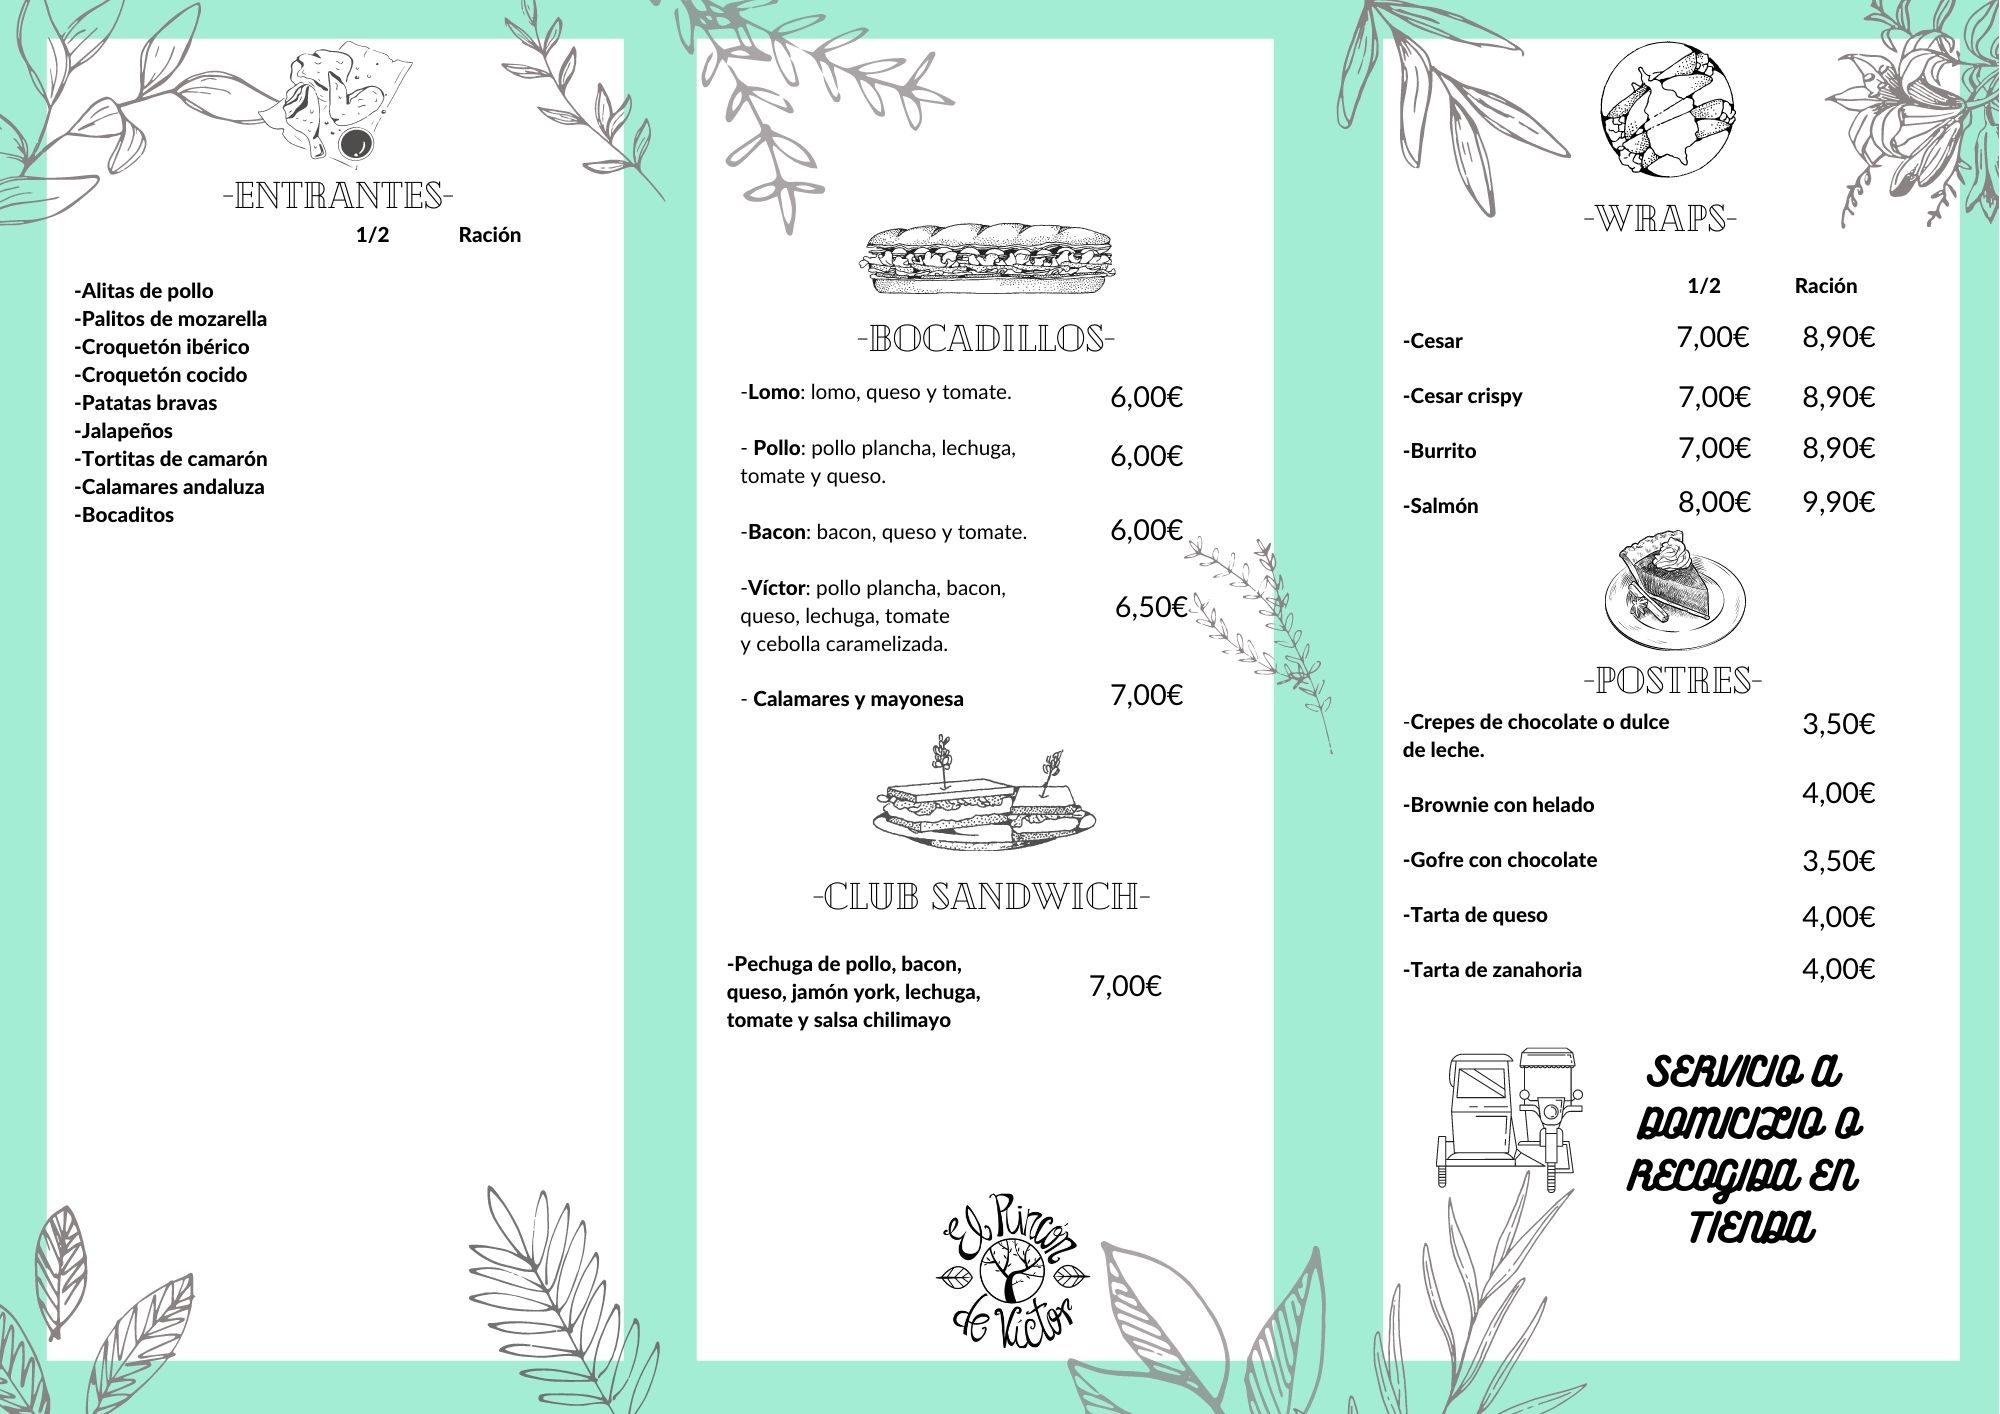 -ENTRANTES-
1/2 Ración
-Alitas de pollo
-Palitos de mozarella
-Croquetón ibérico
-Croquetón cocido
-Patatas bravas
-Jalapeños
-Tortitas de camarón
-Calamares andaluza
-Bocaditos
-BOCADILLOS-
-Lomo: lomo, queso y tomate. 6,00€
- Pollo: pollo plancha, lechuga, 6,00€
tomate y queso.
-Bacon: bacon, queso y tomate. 6,00€
-Víctor: pollo plancha, bacon,
queso, lechuga, tomate 6,50€
y cebolla caramelizada.
- Calamares y mayonesa 7,00€
-CLUB SANDWICH-
-Pechuga de pollo, bacon,
queso, jamón york, lechuga, 7,00€
tomate y salsa chilimayo
El Rincón
de Víctor
-WRAPS-
1/2 Ración
-Cesar 7,00€ 8,90€
-Cesar crispy 7,00€ 8,90€
-Burrito 7,00€ 8,90€
-Salmón 8,00€ 9,90€
-POSTRES-
-Crepes de chocolate o dulce 3,50€
de leche.
-Brownie con helado 4,00€
-Gofre con chocolate 3,50€
-Tarta de queso 4,00€
-Tarta de zanahoria 4,00€
SERVICIO A
DOMICILIO O
RECOGIDA EN
TIENDA